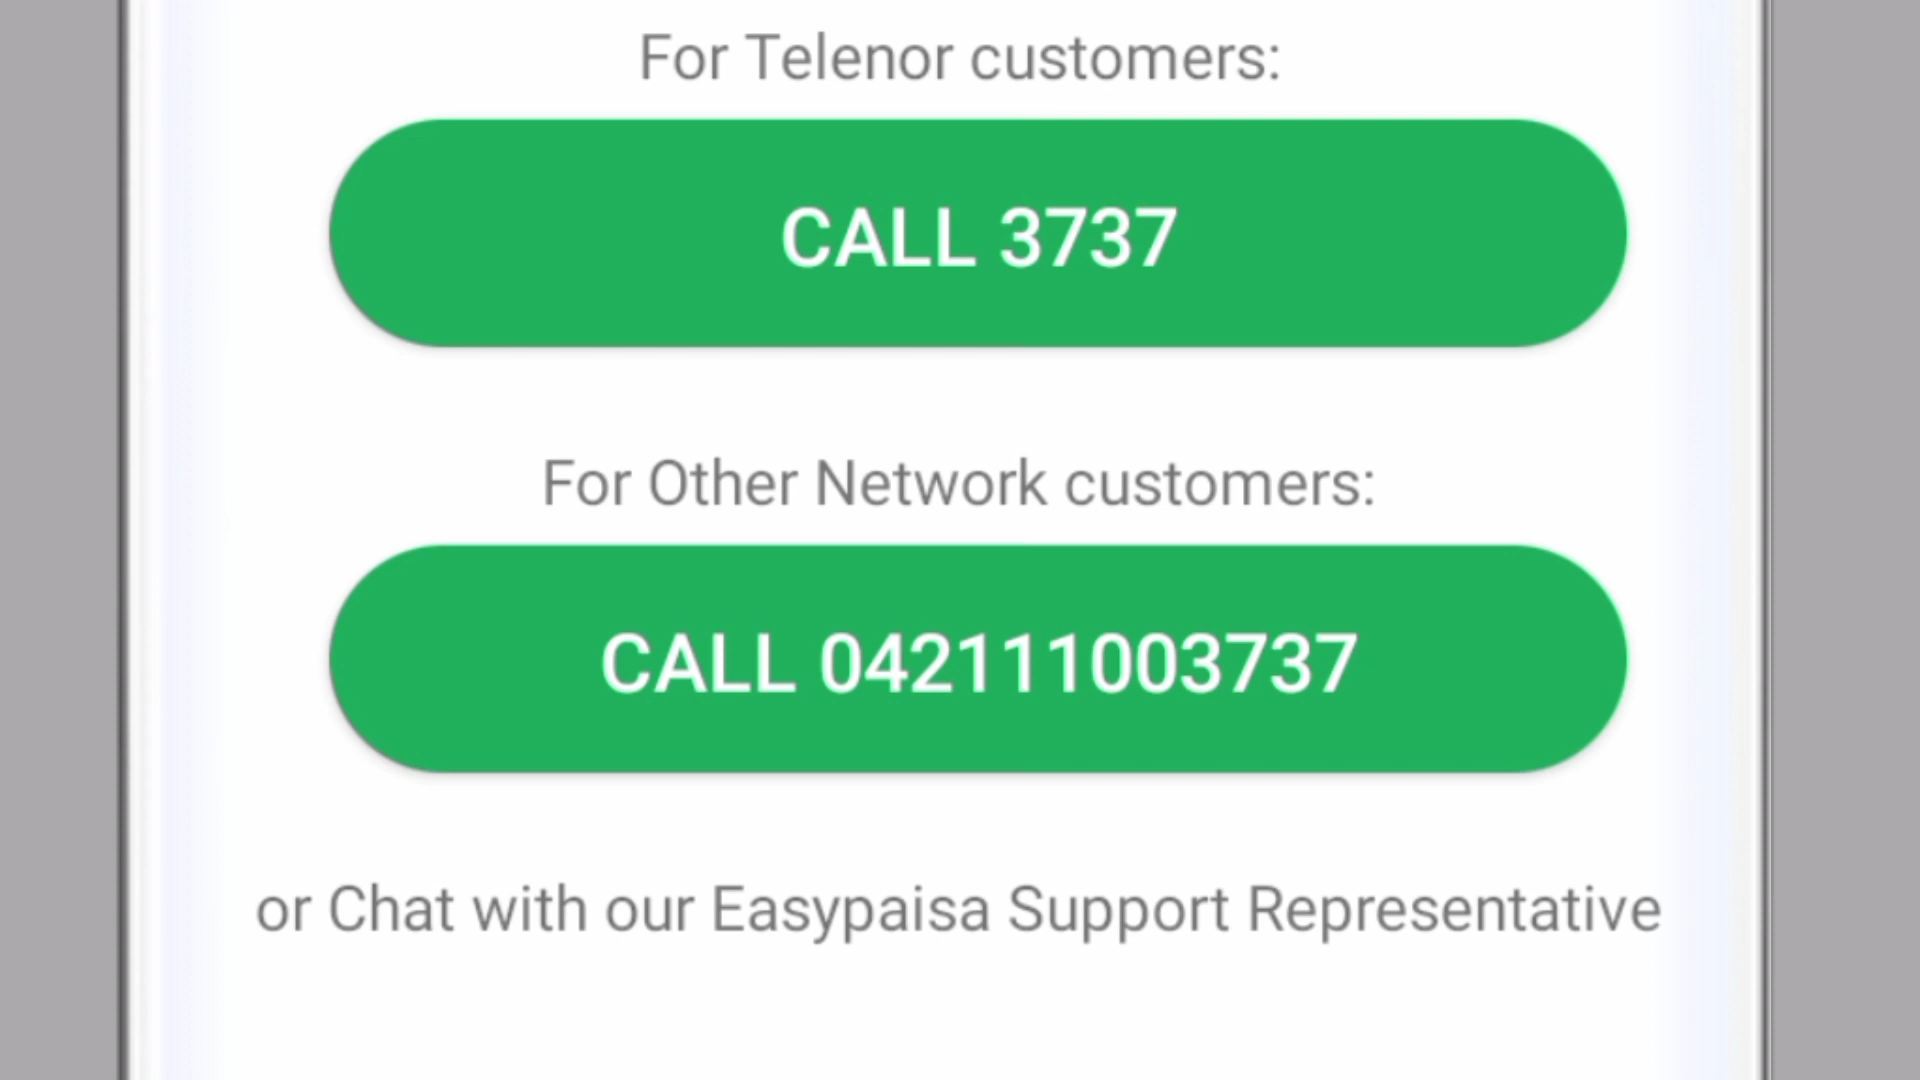 For Telenor customers:
CALL 3737
For Other Network customers:
CALL 042111003737
or Chat with our Easypaisa Support Representative